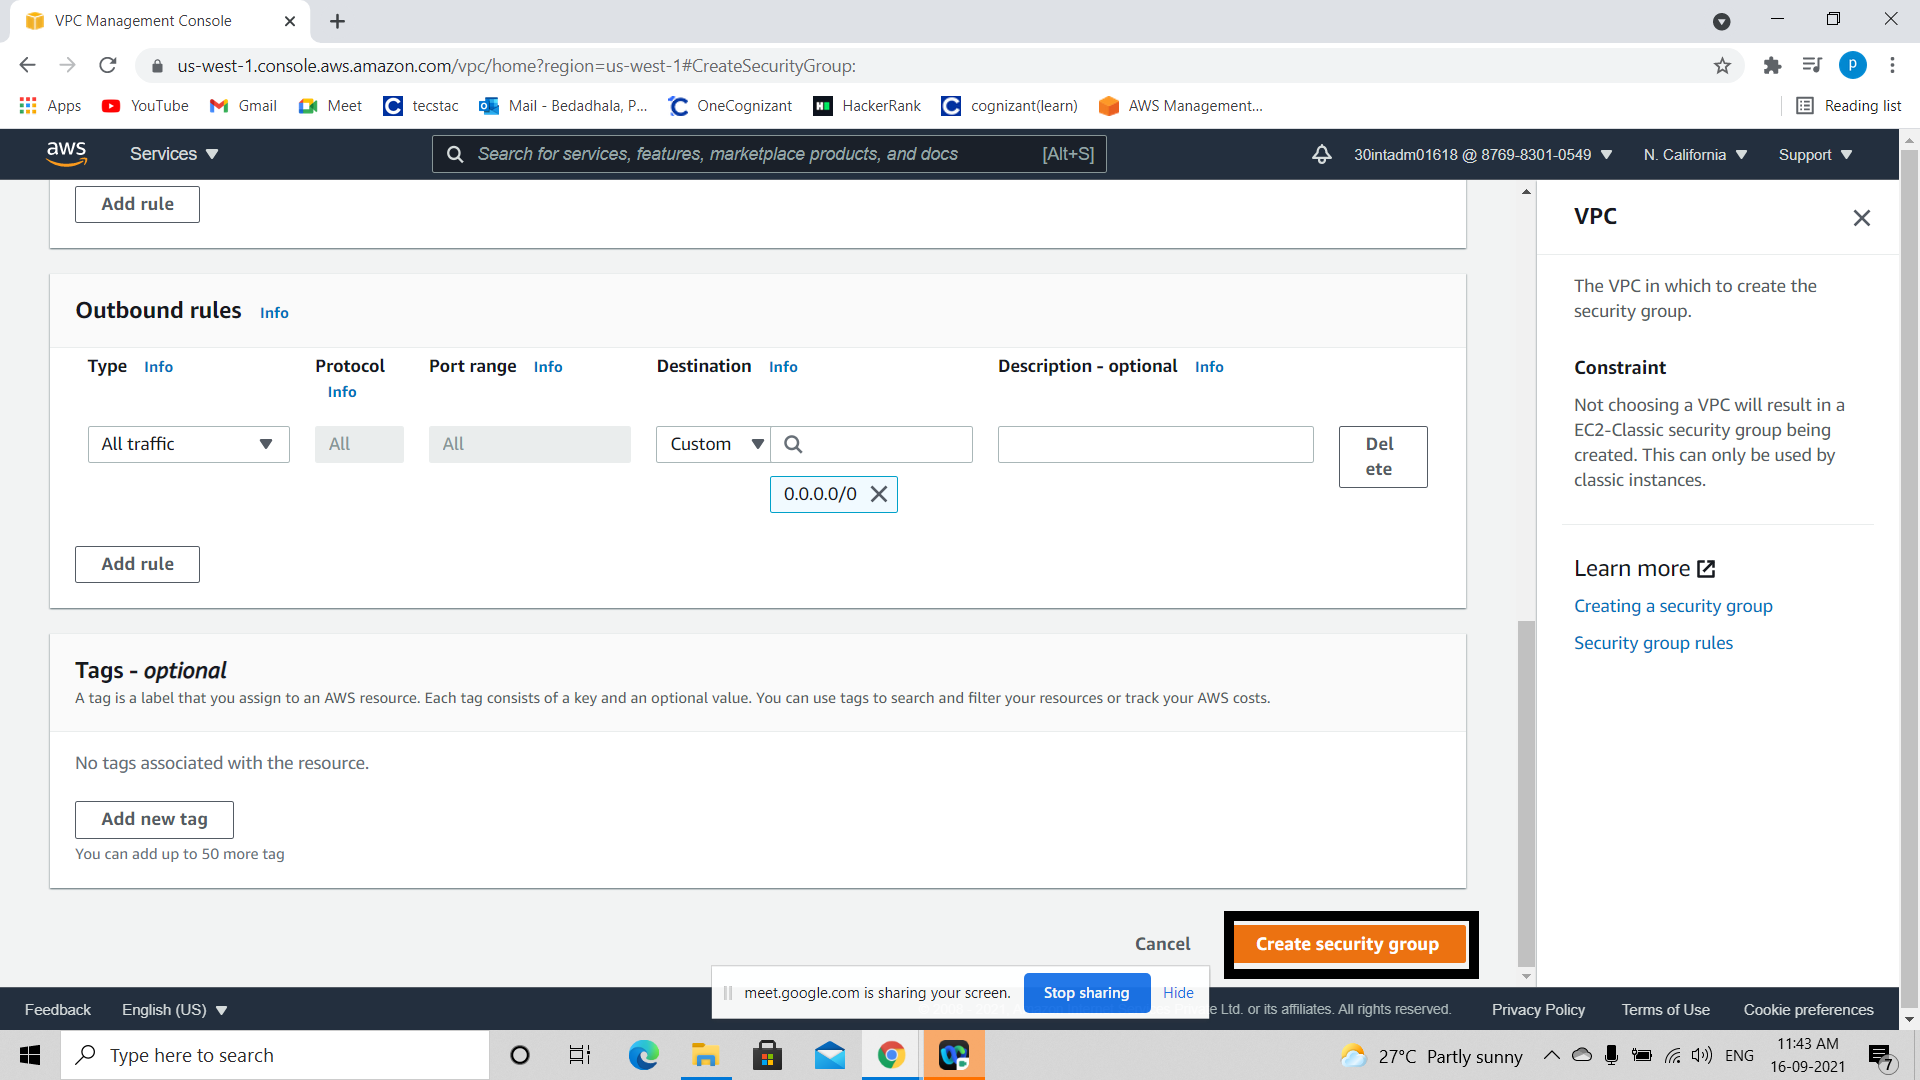 VPC Management Console
us-west-1.console.aws.amazon.com/vpc/home?region=us-west-1#CreateSecurityGroup:
P
Apps YouTube Gmail Meet tecstac Mail - Bedadhala, P... OneCognizant HackerRank cognizant(learn) AWS Management... Reading list
aws Services Search for services, features, marketplace products, and docs [Alt+S] 30intadm01618 @ 8769-8301-0549 N. California Support
Add rule
Outbound rules Info
Type Info Protocol Port range Info Destination Info Description - optional Info
Info
All traffic All All Custom Del
ete
0.0.0.0/0
Add rule
Tags - optional
A tag is a label that you assign to an AWS resource. Each tag consists of a key and an optional value. You can use tags to search and filter your resources or track your AWS costs.
No tags associated with the resource.
Add new tag
You can add up to 50 more tag
Cancel Create security group
VPC
The VPC in which to create the
security group.
Constraint
Not choosing a VPC will result in a
EC2-Classic security group being
created. This can only be used by
classic instances.
Learn more
Creating a security group
Security group rules
meet.google.com is sharing your screen. Stop sharing Hide
Feedback English (US) e Ltd. or its affiliates. All rights reserved. Privacy Policy Terms of Use Cookie preferences
Type here to search 27°C Partly sunny ENG 11:43 AM
16-09-2021 7